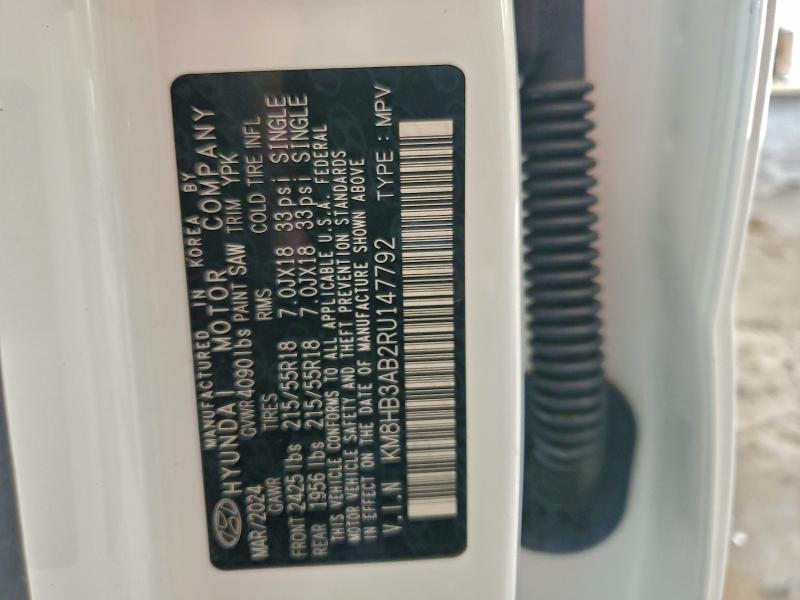 MANUFACTURED IN KOREA BY
HYUNDAI MOTOR COMPANY
MAR/2024 GVWR 4090lbs PAINT SAW TRIM YPK
GAWR TIRES RMS COLD TIRE INFL
FRONT 2425 lbs 215/55R18 7.0JX18 33psi SINGLE
REAR 1956 lbs 215/55R18 7.0JX18 33psi SINGLE
THIS VEHICLE CONFORMS TO ALL APPLICABLE U.S.A. FEDERAL
MOTOR VEHICLE SAFETY AND THEFT PREVENTION STANDARDS
IN EFFECT ON THE DATE OF MANUFACTURE SHOWN ABOVE
V.I.N KM8HB3AB2RU147792 TYPE : MPV